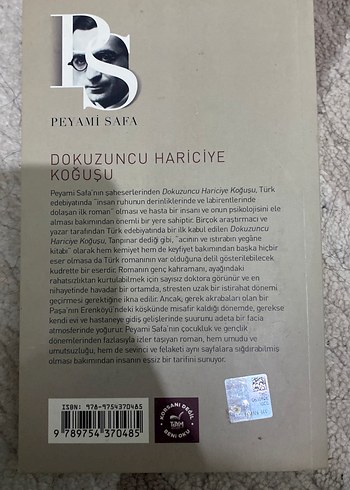 PS
PEYAMİ SAFA
DOKUZUNCU HARİCİYE
KOĞUŞU
Peyami Safa'nın şaheserlerinden Dokuzuncu Hariciye Koğuşu, Türk
edebiyatında "insan ruhunun derinliklerinde ve labirentlerinde
dolaşan ilk roman" olması ve hasta bir insanı ve onun psikolojisini ele
alması bakımından önemli bir yere sahiptir. Birçok araştırmacı ve
yazar tarafından Türk edebiyatında bir ilk kabul edilen Dokuzuncu
Hariciye Koğuşu, Tanpınar dediği gibi, "acının ve ıstırabın yegâne
kitabı" olarak hem kemiyet hem de keyfiyet bakımından başka hiçbir
eser olmasa da Türk romanının var olduğuna delil gösterilebilecek
kudrette bir eserdir. Romanın genç kahramanı, ayağındaki
rahatsızlıktan kurtulabilmek için sayısız doktora görünür ve en
nihayetinde havadar bir ortamda, stresten uzak bir istirahat dönemi
geçirmesi gerektiğine ikna edilir. Ancak, gerek akrabaları olan bir
Paşa'nın Erenköyü'ndeki köşkünde misafir kaldığı dönemde, gerekse
kendi evi ve hastaneye gidiş gelişlerinde şuurunu adeta bir facia
atmosferinde yoğurur. Peyami Safa'nın çocukluk ve gençlik
dönemlerinden fazlasıyla izler taşıyan roman, hem umudu ve
umutsuzluğu, hem de sevinci ve felaketi aynı sayfalara sığdırabilmiş
olması bakımından insanın eşsiz bir tarifini sunuyor.
ISBN: 978-9754370485
9 789754 370485
KORSANI DEĞİL
BENİ OKU